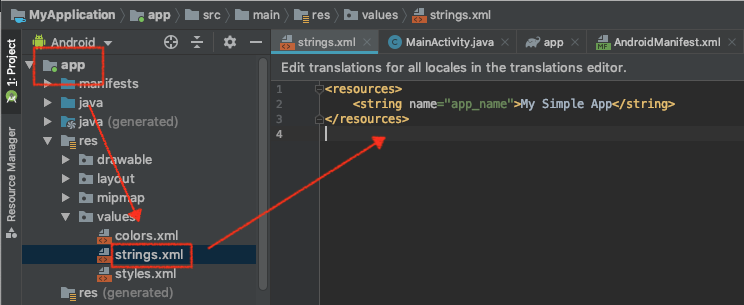 MyApplication app src main res values strings.xml
1: Project
Resource Manager
Android
app
manifests
java
java (generated)
res
drawable
layout
mipmap
values
colors.xml
strings.xml
styles.xml
res (generated)
strings.xml MainActivity.java app AndroidManifest.xml
Edit translations for all locales in the translations editor.
1 <resources>
2 <string name="app_name">My Simple App</string>
3 </resources>
4